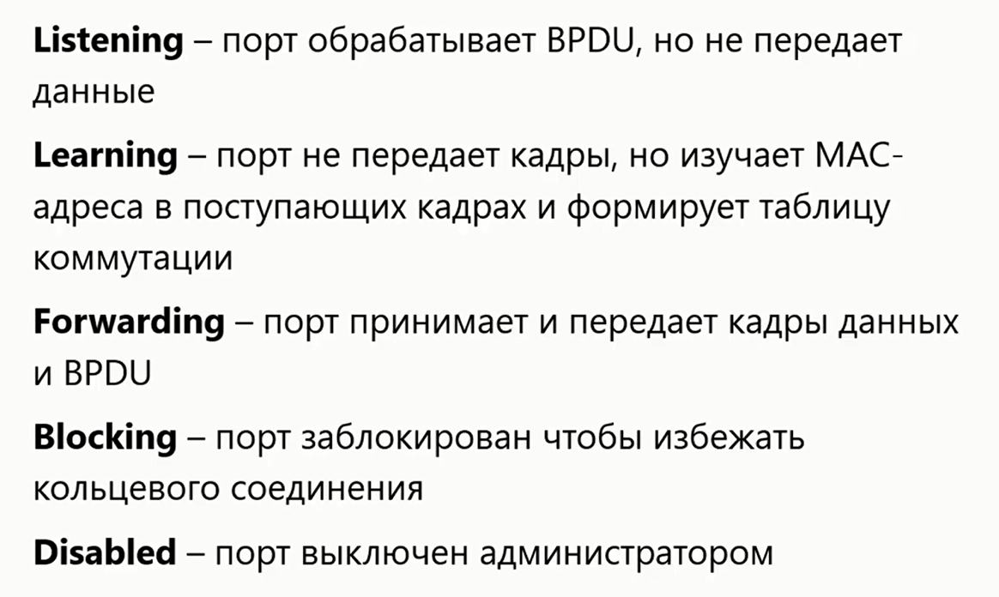 Listening – порт обрабатывает BPDU, но не передает
данные
Learning – порт не передает кадры, но изучает MAC-
адреса в поступающих кадрах и формирует таблицу
коммутации
Forwarding – порт принимает и передает кадры данных
и BPDU
Blocking – порт заблокирован чтобы избежать
кольцевого соединения
Disabled – порт выключен администратором